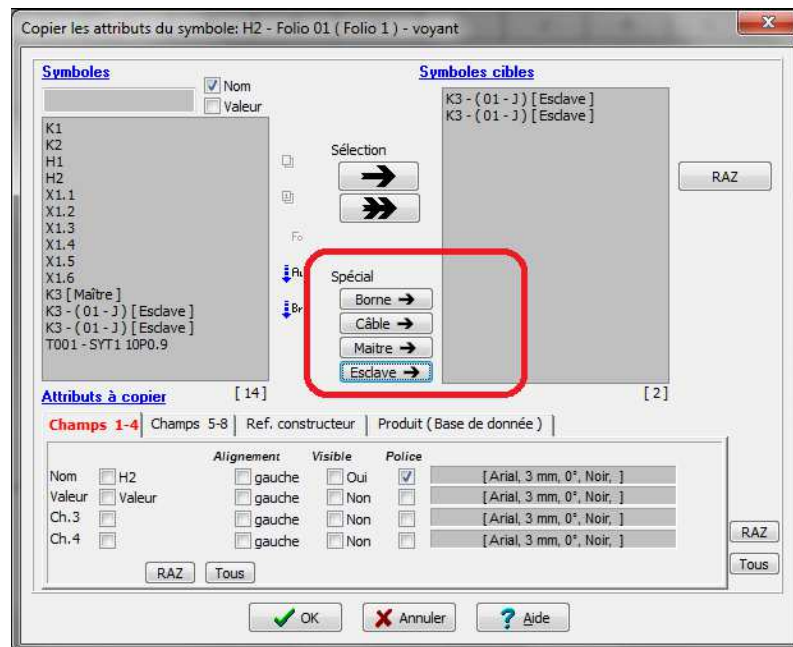 Copier les attributs du symbole: H2 - Folio 01 ( Folio 1 ) - voyant
Symboles
Nom
Valeur
K1
K2
H1
H2
X1.1
X1.2
X1.3
X1.4
X1.5
X1.6
K3 [ Maître ]
K3 - ( 01 - J ) [ Esclave ]
K3 - ( 01 - J ) [ Esclave ]
T001 - SYT1 10P0.9
[ 14 ]
Fo
Au
Br
Sélection
Spécial
Borne
Câble
Maitre
Esclave
Symboles cibles
K3 - ( 01 - J ) [ Esclave ]
K3 - ( 01 - J ) [ Esclave ]
[ 2 ]
RAZ
Attributs à copier
Champs 1-4 Champs 5-8 Ref. constructeur Produit ( Base de donnée )
Alignement Visible Police
Nom H2 gauche Oui [ Arial, 3 mm, 0°, Noir, ]
Valeur Valeur gauche Non [ Arial, 3 mm, 0°, Noir, ]
Ch.3 gauche Non [ Arial, 3 mm, 0°, Noir, ]
Ch.4 gauche Non [ Arial, 3 mm, 0°, Noir, ]
RAZ Tous
RAZ
Tous
OK Annuler Aide